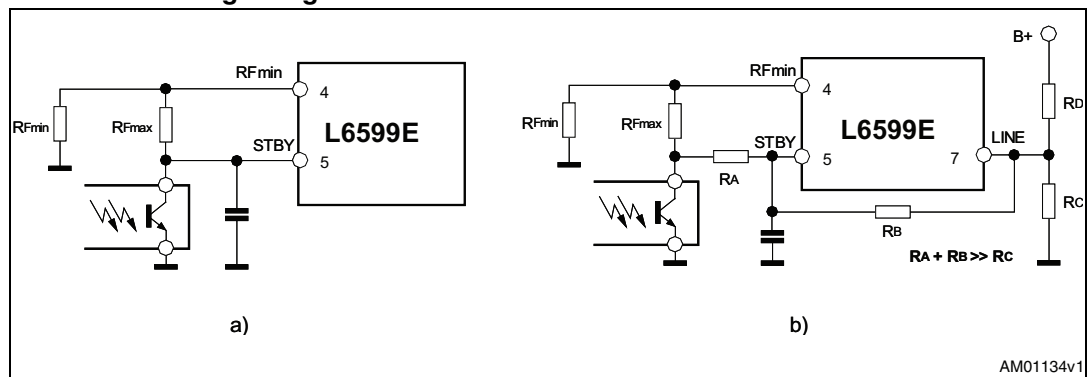 RFmin
4
RFmin
RFmax
L6599E
STBY
5
a)
B+
RFmin
4
RD
RFmin
RFmax
L6599E
STBY
LINE
5
7
RA
RC
RB
RA + RB >> RC
b)
AM01134v1